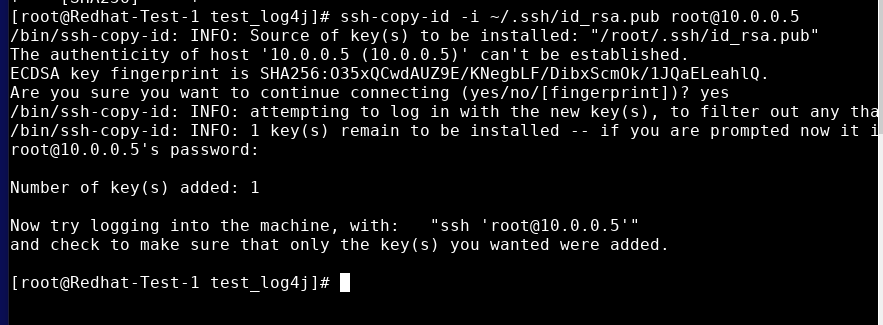 [root@Redhat-Test-1 test_log4j]# ssh-copy-id -i ~/.ssh/id_rsa.pub root@10.0.0.5
/bin/ssh-copy-id: INFO: Source of key(s) to be installed: "/root/.ssh/id_rsa.pub"
The authenticity of host '10.0.0.5 (10.0.0.5)' can't be established.
ECDSA key fingerprint is SHA256:O35xQCwdAUZ9E/KNegbLF/DibxScmOk/1JQaELeahlQ.
Are you sure you want to continue connecting (yes/no/[fingerprint])? yes
/bin/ssh-copy-id: INFO: attempting to log in with the new key(s), to filter out any tha
/bin/ssh-copy-id: INFO: 1 key(s) remain to be installed -- if you are prompted now it i
root@10.0.0.5's password:
Number of key(s) added: 1
Now try logging into the machine, with:   "ssh 'root@10.0.0.5'"
and check to make sure that only the key(s) you wanted were added.
[root@Redhat-Test-1 test_log4j]#